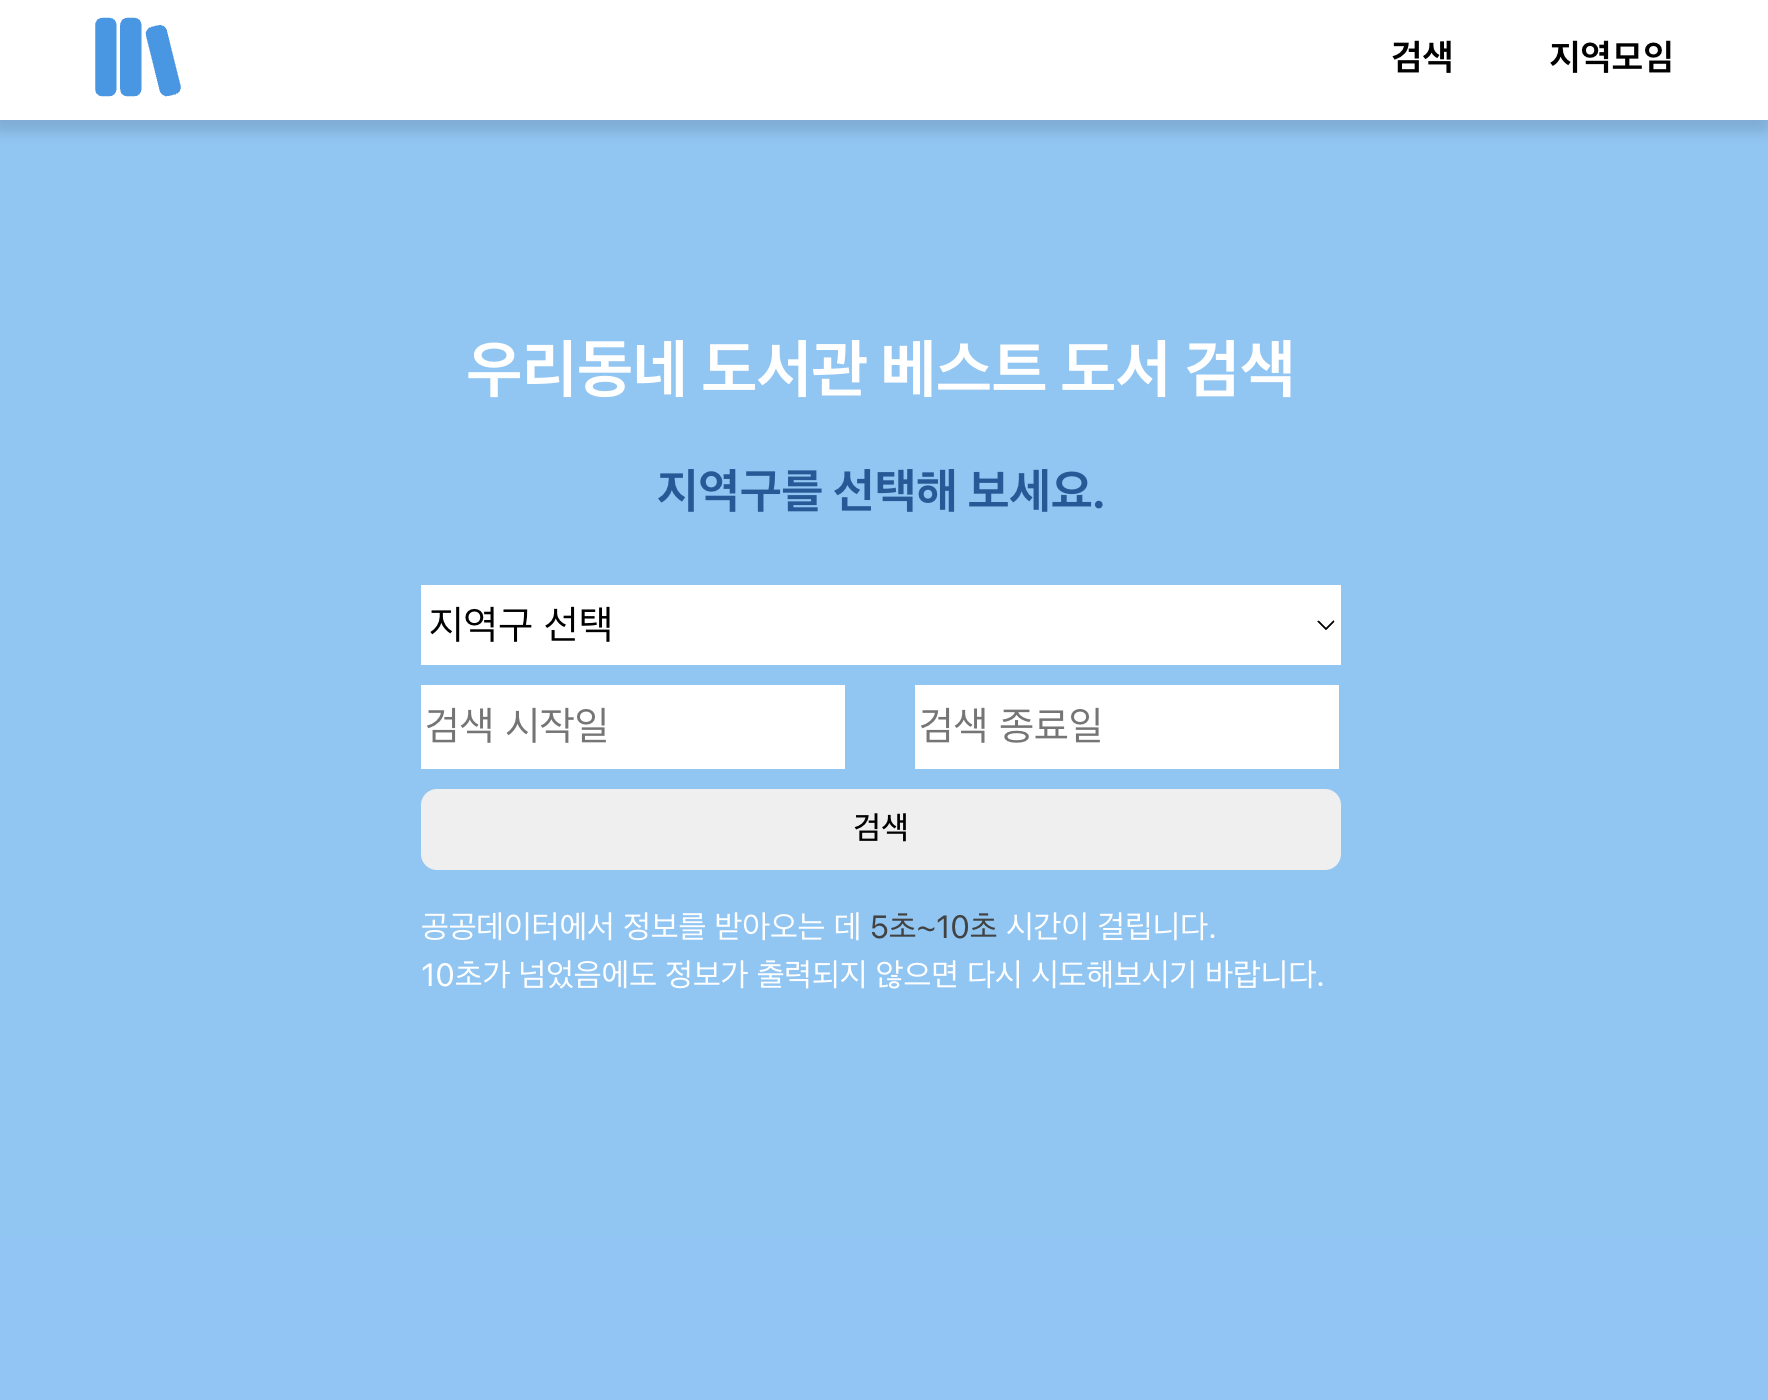 검색 지역모임
우리동네 도서관 베스트 도서 검색
지역구를 선택해 보세요.
지역구 선택
검색 시작일 검색 종료일
검색
공공데이터에서 정보를 받아오는 데 5초~10초 시간이 걸립니다.
10초가 넘었음에도 정보가 출력되지 않으면 다시 시도해보시기 바랍니다.